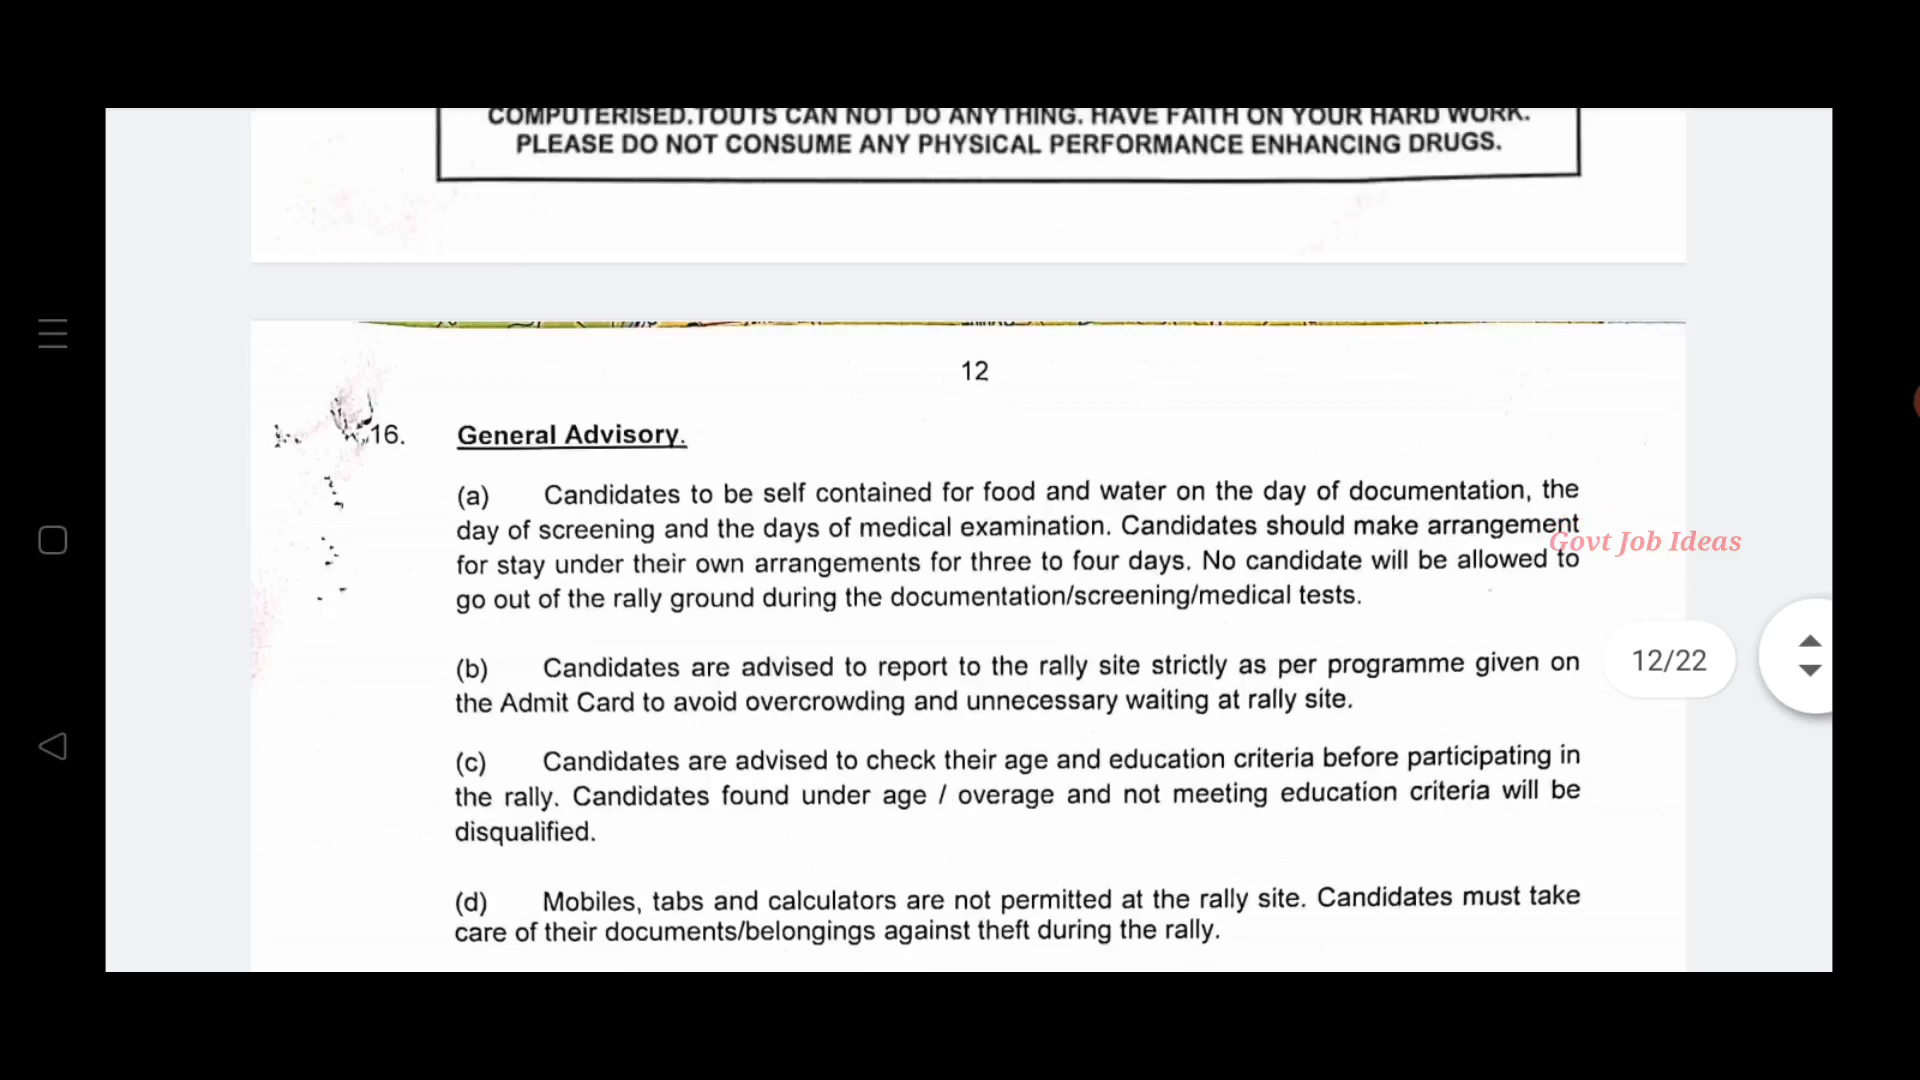 COMPUTERISED.TOUTS CAN NOT DO ANYTHING. HAVE FAITH ON YOUR HARD WORK.
PLEASE DO NOT CONSUME ANY PHYSICAL PERFORMANCE ENHANCING DRUGS.
12
16. General Advisory.
(a) Candidates to be self contained for food and water on the day of documentation, the
day of screening and the days of medical examination. Candidates should make arrangement
for stay under their own arrangements for three to four days. No candidate will be allowed to
go out of the rally ground during the documentation/screening/medical tests.
Govt Job Ideas
(b) Candidates are advised to report to the rally site strictly as per programme given on
the Admit Card to avoid overcrowding and unnecessary waiting at rally site.
12/22
(c) Candidates are advised to check their age and education criteria before participating in
the rally. Candidates found under age / overage and not meeting education criteria will be
disqualified.
(d) Mobiles, tabs and calculators are not permitted at the rally site. Candidates must take
care of their documents/belongings against theft during the rally.